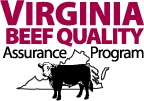 VIRGINIA
BEEF QUALITY
Assurance Program